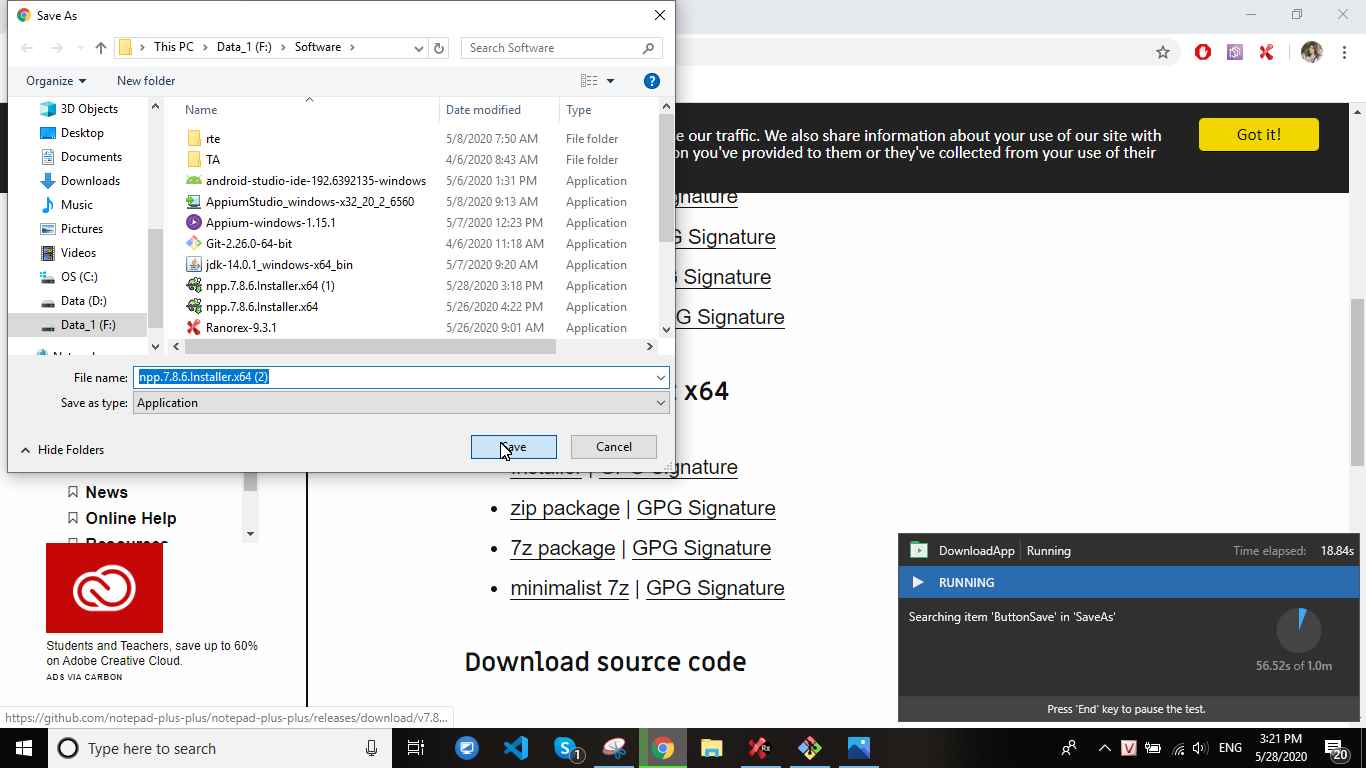 Save As
This PC > Data_1 (F:) > Software >
Search Software
Organize
New folder
?
3D Objects
Desktop
Documents
Downloads
Music
Pictures
Videos
OS (C:)
Data (D:)
Data_1 (F:)
Name Date modified Type
rte 5/8/2020 7:50 AM File folder
TA 4/6/2020 8:43 AM File folder
android-studio-ide-192.6392135-windows 5/6/2020 1:31 PM Application
AppiumStudio_windows-x32_20_2_6560 5/8/2020 9:13 AM Application
Appium-windows-1.15.1 5/7/2020 12:23 PM Application
Git-2.26.0-64-bit 4/6/2020 11:18 AM Application
jdk-14.0.1_windows-x64_bin 5/7/2020 9:20 AM Application
npp.7.8.6.Installer.x64 (1) 5/28/2020 3:18 PM Application
npp.7.8.6.Installer.x64 5/26/2020 4:22 PM Application
Ranorex-9.3.1 5/26/2020 9:01 AM Application
File name: npp.7.8.6.Installer.x64 (2)
Save as type: Application
Hide Folders
Save
Cancel
e our traffic. We also share information about your use of our site with
on you've provided to them or they've collected from your use of their
Got it!
gnature
G Signature
Signature
G Signature
x64
Installer | GPG Signature
zip package | GPG Signature
7z package | GPG Signature
minimalist 7z | GPG Signature
Download source code
News
Online Help
Resources
Students and Teachers, save up to 60%
on Adobe Creative Cloud.
ADS VIA CARBON
https://github.com/notepad-plus-plus/notepad-plus-plus/releases/download/v7.8...
DownloadApp Running Time elapsed: 18.84s
RUNNING
Searching item 'ButtonSave' in 'SaveAs'
56.52s of 1.0m
Press 'End' key to pause the test.
Type here to search
1
Rx
V
ENG
3:21 PM
5/28/2020
20